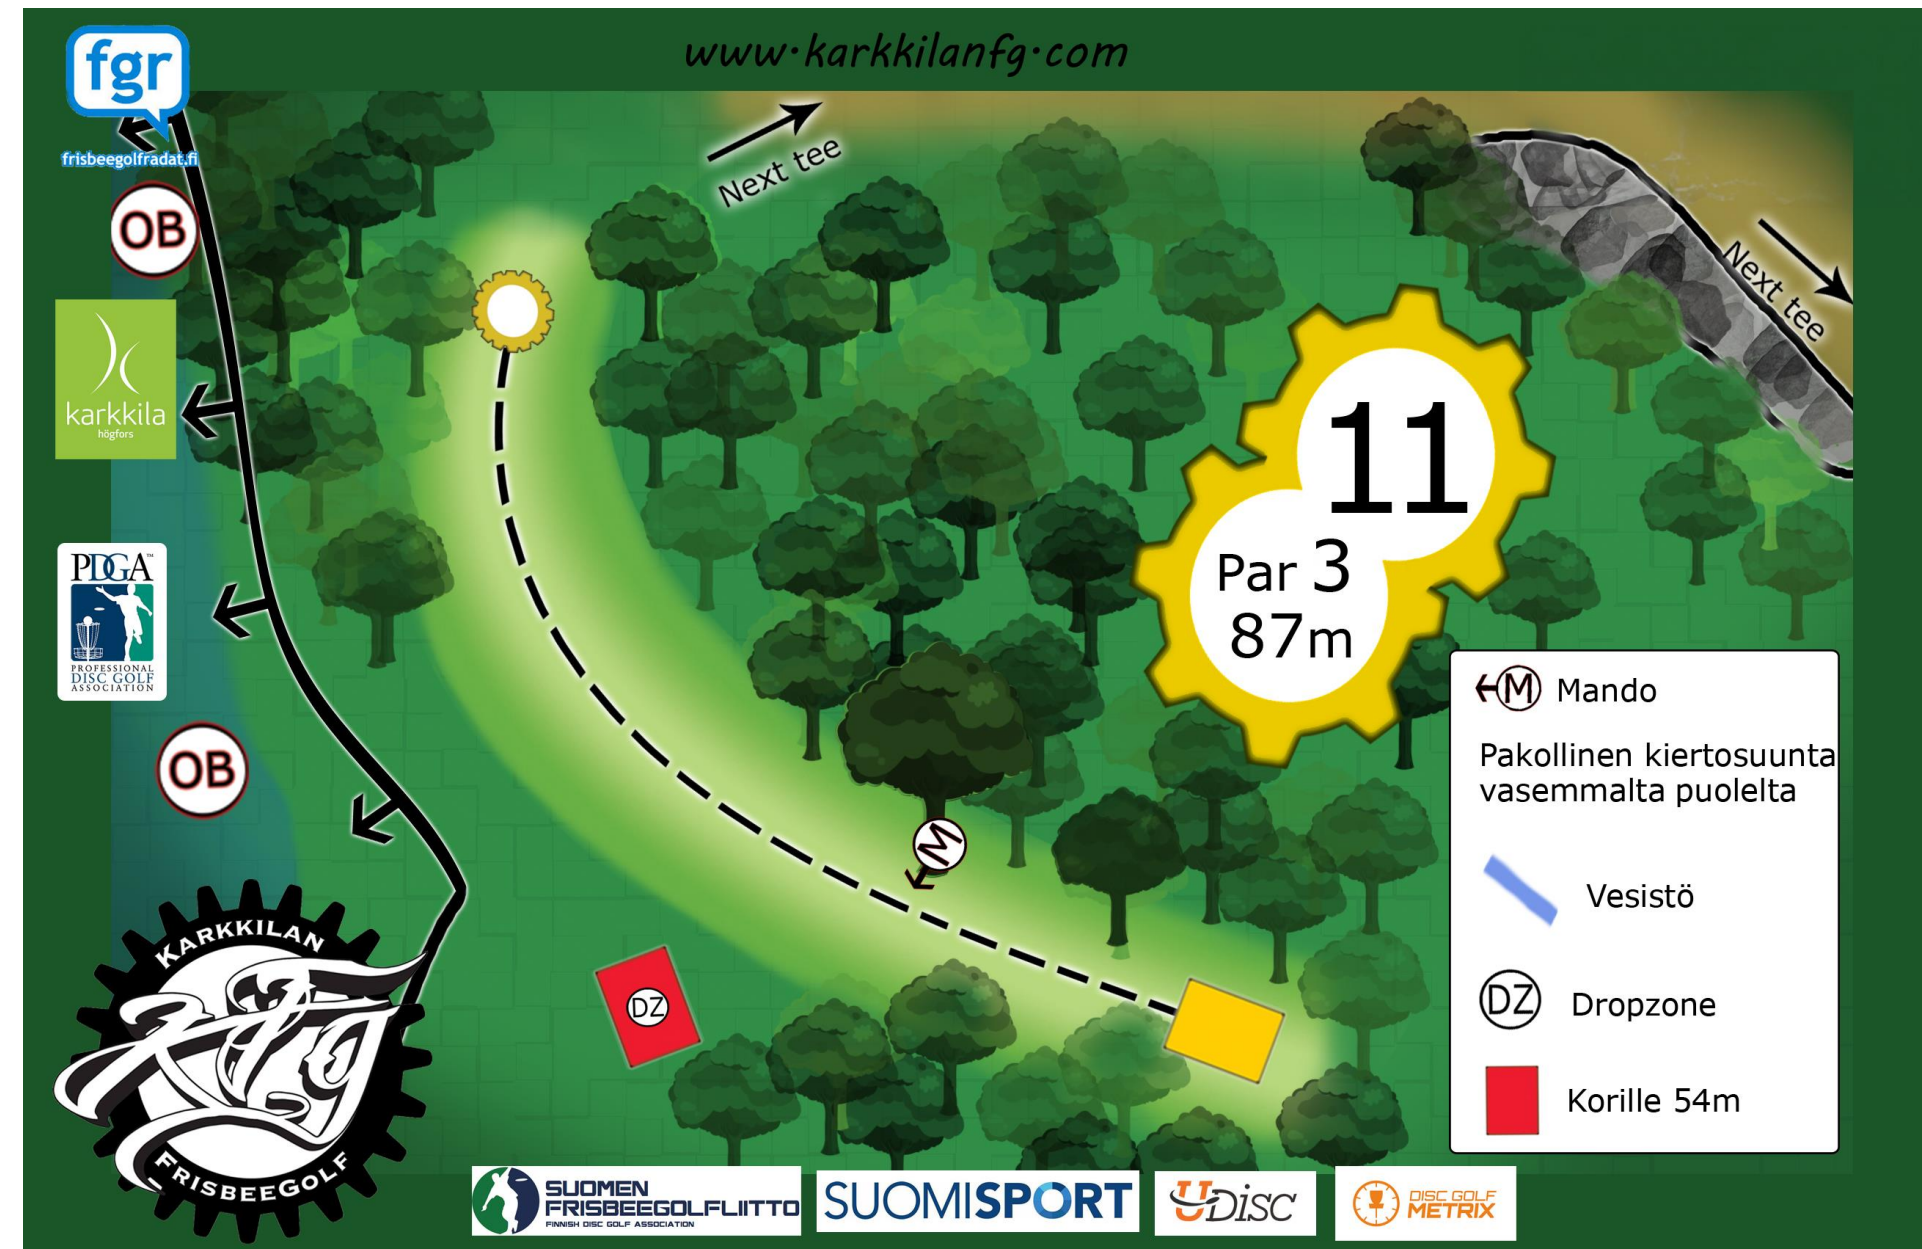 www.karkkilanfg.com
fgr
frisbeegolfradat.fi
Next tee
OB
Next tee
karkkila
högfors
11
Par 3
87m
PDGA™
PROFESSIONAL
DISC GOLF
ASSOCIATION
OB
M
M Mando
Pakollinen kiertosuunta
vasemmalta puolelta
Vesistö
DZ Dropzone
Korille 54m
DZ
KARKKILAN
KFg
FRISBEEGOLF
SUOMEN
FRISBEEGOLFLIITTO
FINNISH DISC GOLF ASSOCIATION
SUOMISPORT
UDisc
DISC GOLF
METRIX